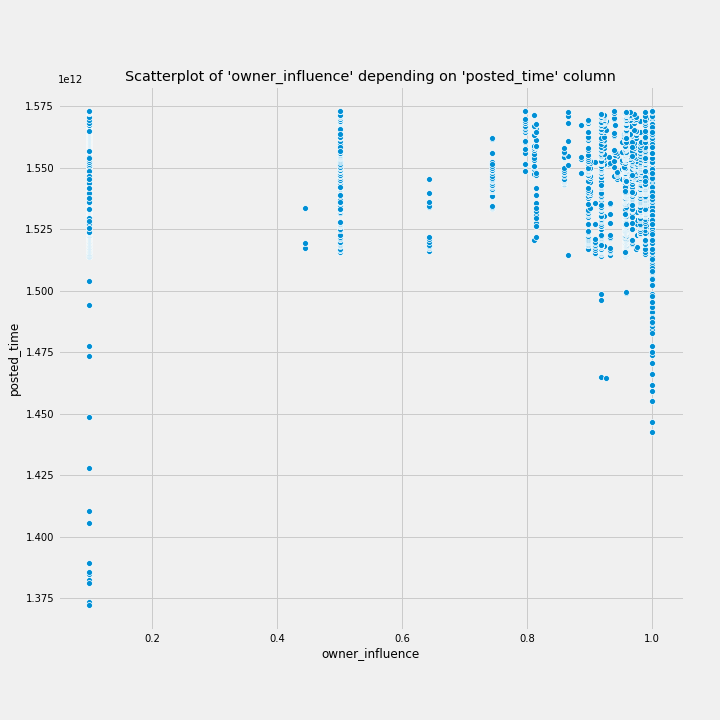 Scatterplot of 'owner_influence' depending on 'posted_time' column
1e12
1.575
1.550
1.525
1.500
1.475
1.450
1.425
1.400
1.375
posted_time
0.2 0.4 0.6 0.8 1.0
owner_influence